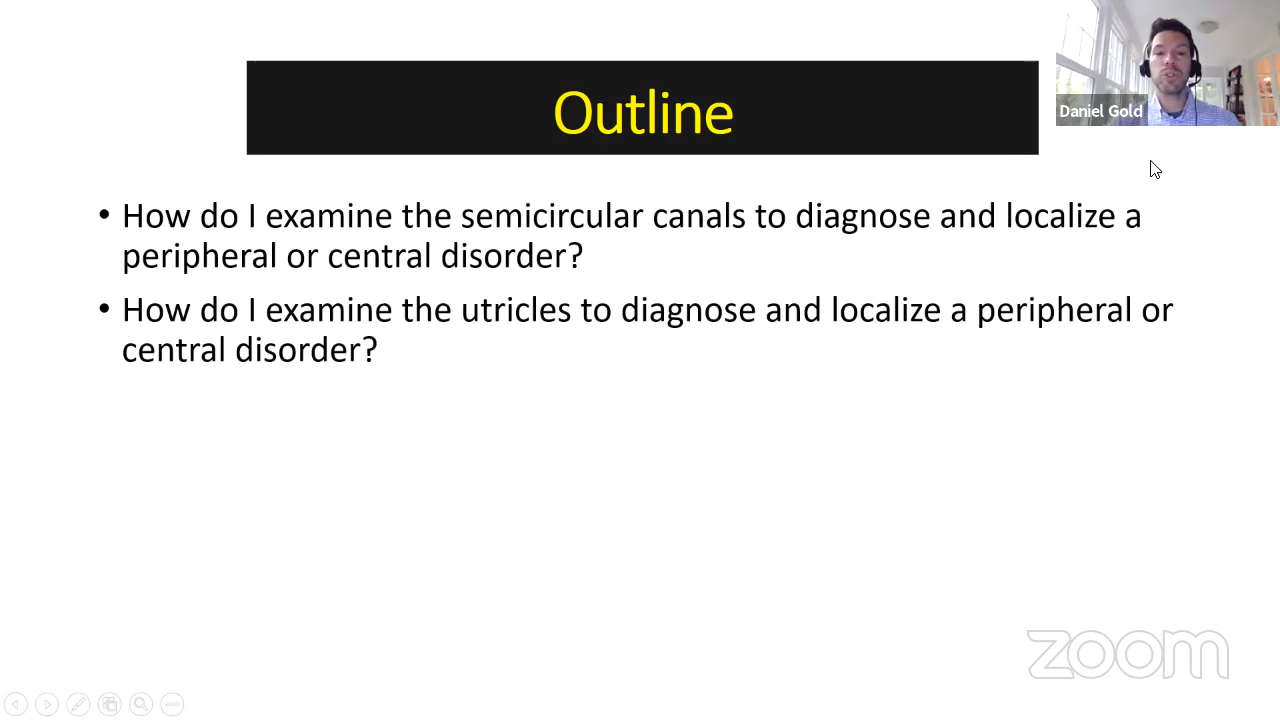 Outline
Daniel Gold
• How do I examine the semicircular canals to diagnose and localize a
peripheral or central disorder?
• How do I examine the utricles to diagnose and localize a peripheral or
central disorder?
zoom